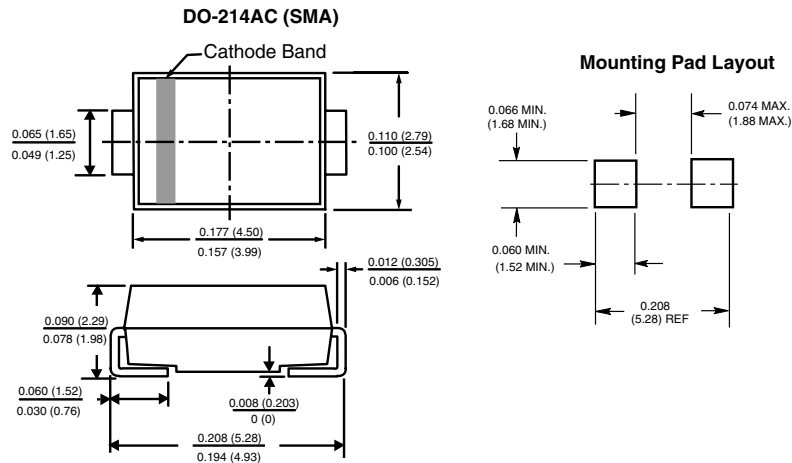 DO-214AC (SMA)
Cathode Band
0.065 (1.65)
0.049 (1.25)
0.110 (2.79)
0.100 (2.54)
0.177 (4.50)
0.157 (3.99)
0.012 (0.305)
0.006 (0.152)
0.090 (2.29)
0.078 (1.98)
0.060 (1.52)
0.030 (0.76)
0.008 (0.203)
0 (0)
0.208 (5.28)
0.194 (4.93)
Mounting Pad Layout
0.066 MIN.
(1.68 MIN.)
0.074 MAX.
(1.88 MAX.)
0.060 MIN.
(1.52 MIN.)
0.208
(5.28) REF